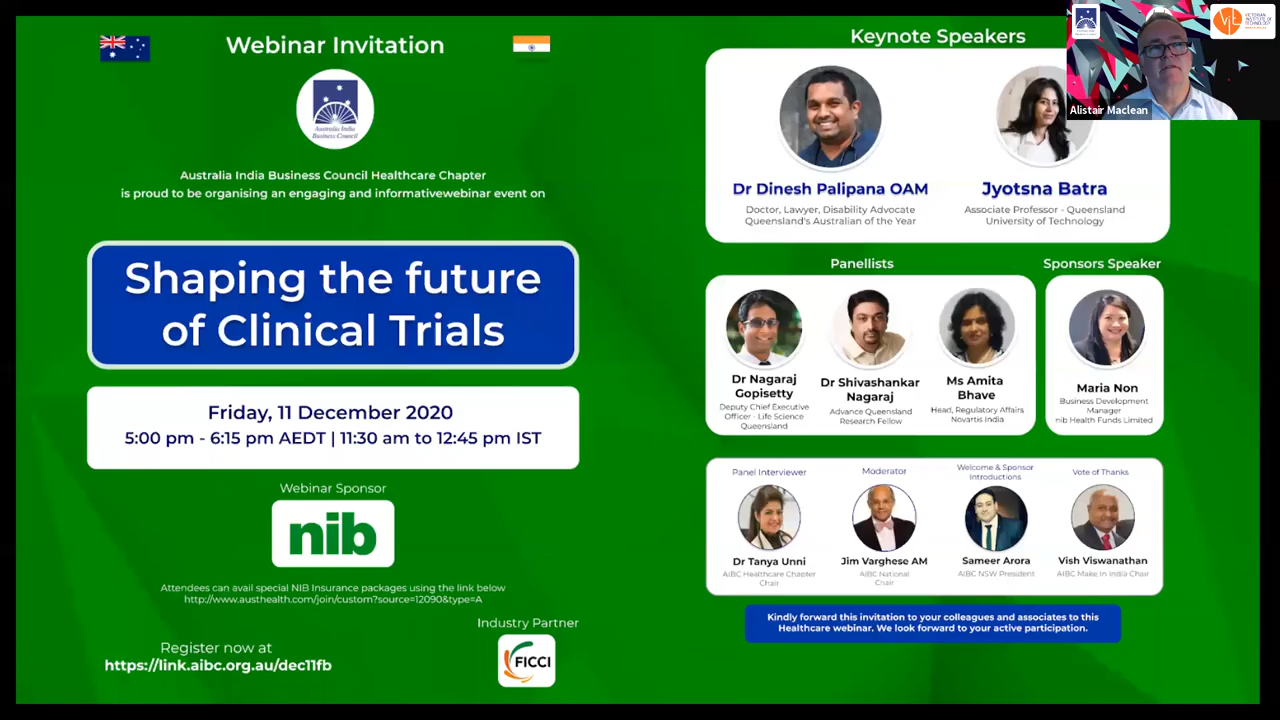 Webinar Invitation
Australia India
Business Council
Australia India Business Council Healthcare Chapter
is proud to be organising an engaging and informativewebinar event on
Shaping the future
of Clinical Trials
Friday, 11 December 2020
5:00 pm - 6:15 pm AEDT | 11:30 am to 12:45 pm IST
Webinar Sponsor
nib
Attendees can avail special NIB Insurance packages using the link below
http://www.austhealth.com/join/custom?source=12090&type=A
Industry Partner
FICCI
Register now at
https://link.aibc.org.au/dec11fb
Keynote Speakers
Dr Dinesh Palipana OAM
Doctor, Lawyer, Disability Advocate
Queensland's Australian of the Year
Jyotsna Batra
Associate Professor - Queensland
University of Technology
Panellists
Dr Nagaraj
Gopisetty
Deputy Chief Executive
Officer - Life Science
Queensland
Dr Shivashankar
Nagaraj
Advance Queensland
Research Fellow
Ms Amita
Bhave
Head, Regulatory Affairs
Novartis India
Sponsors Speaker
Maria Non
Business Development
Manager
nib Health Funds Limited
Panel Interviewer
Dr Tanya Unni
AIBC Healthcare Chapter
Chair
Moderator
Jim Varghese AM
AIBC National
Chair
Welcome & Sponsor
Introductions
Sameer Arora
AIBC NSW President
Vote of Thanks
Vish Viswanathan
AIBC Make In India Chair
Kindly forward this invitation to your colleagues and associates to this
Healthcare webinar. We look forward to your active participation.
Alistair Maclean
VIT
VICTORIAN
INSTITUTE OF
TECHNOLOGY